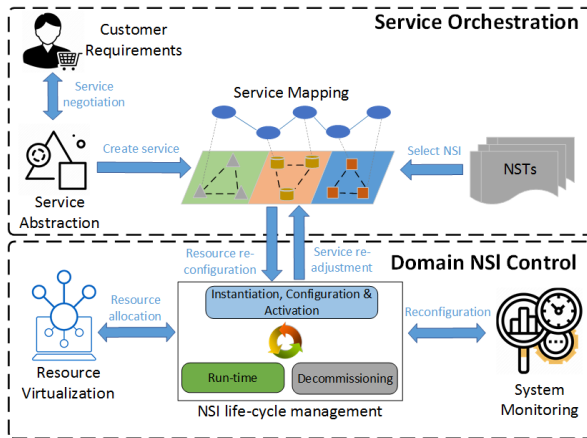 Service Orchestration
Customer
Requirements
Service
negotiation
Service Mapping
Create service
Select NSI
NSTs
Service
Abstraction
Resource re-
configuration
Service re-
adjustment
Domain NSI Control
Instantiation, Configuration &
Activation
Resource
allocation
Reconfiguration
Run-time
Decommissioning
Resource
Virtualization
NSI life-cycle management
System
Monitoring